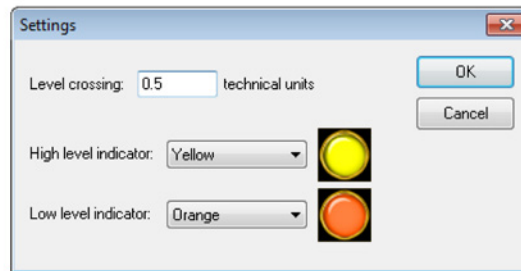 Settings
Level crossing: 0.5 technical units
OK
Cancel
High level indicator: Yellow
Low level indicator: Orange